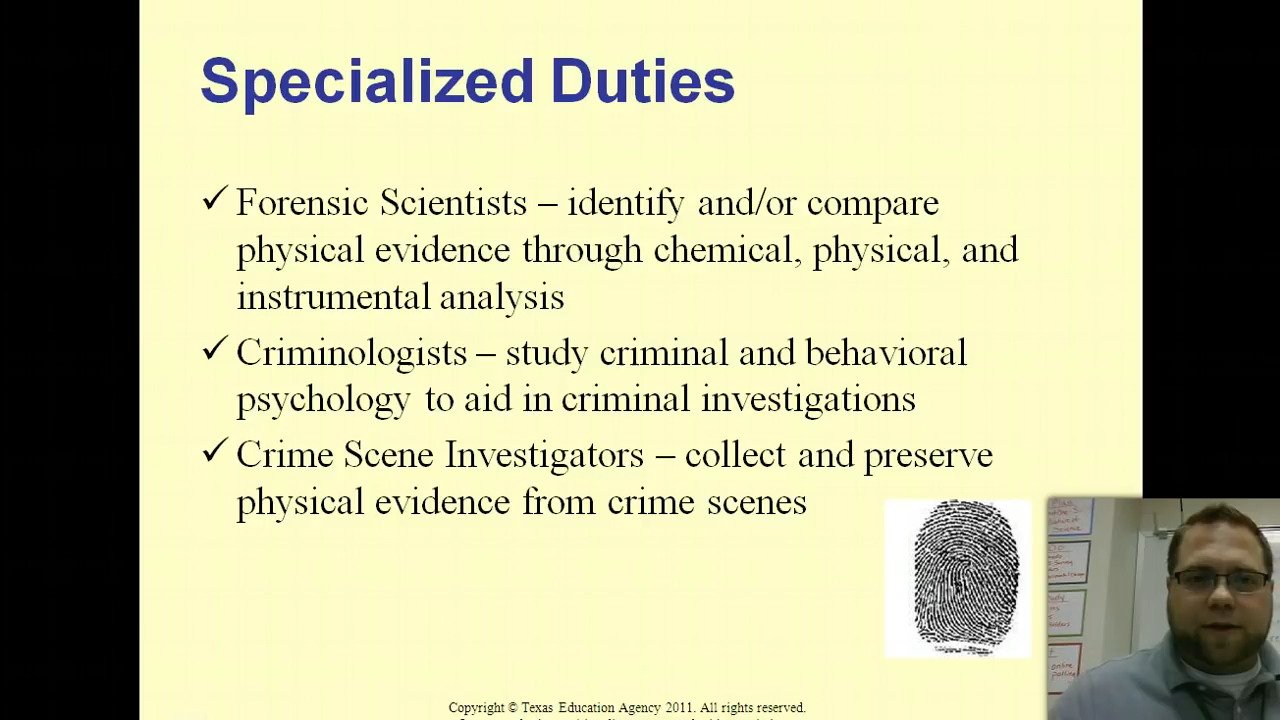 Specialized Duties
✓ Forensic Scientists – identify and/or compare
physical evidence through chemical, physical, and
instrumental analysis
✓ Criminologists – study criminal and behavioral
psychology to aid in criminal investigations
✓ Crime Scene Investigators – collect and preserve
physical evidence from crime scenes
Copyright © Texas Education Agency 2011. All rights reserved.
online